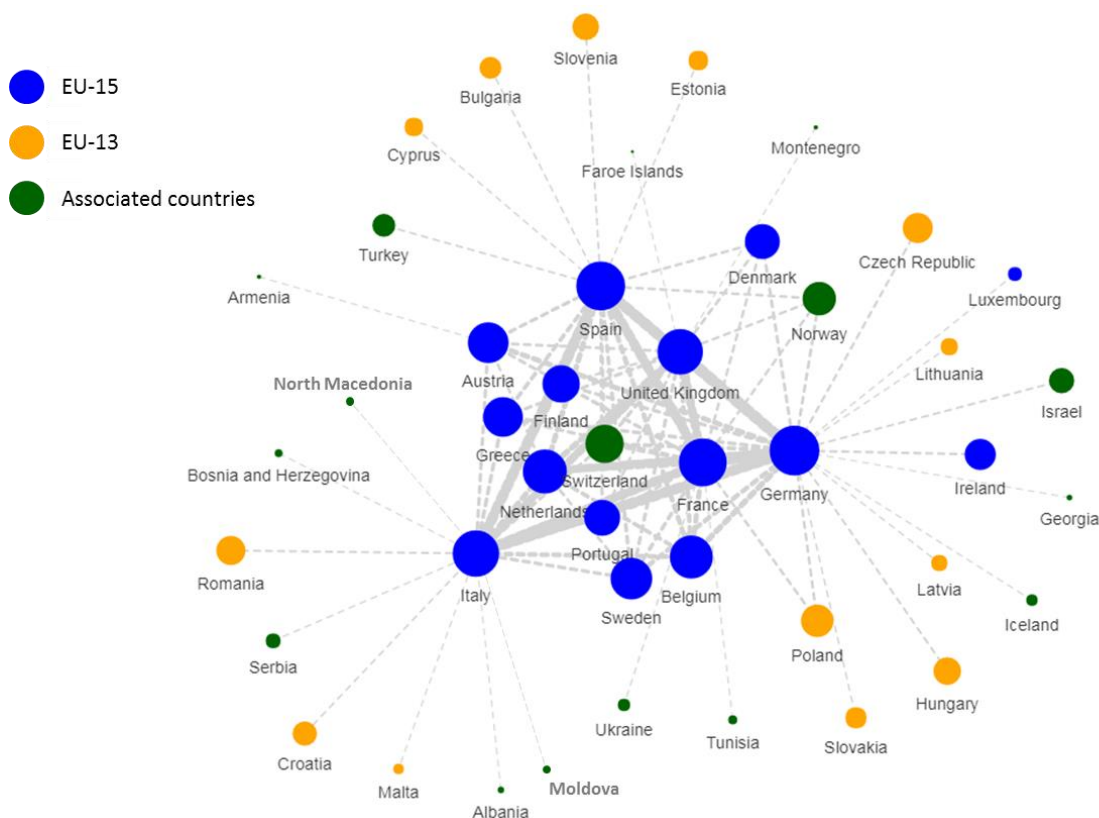 Slovenia
EU-15
Bulgaria
Estonia
EU-13
Cyprus
Montenegro
Faroe Islands
Associated countries
Turkey
Denmark
Czech Republic
Armenia
Luxembourg
Spain
Norway
Lithuania
Austria
North Macedonia
United Kingdom
Israel
Finland
Greece
Bosnia and Herzegovina
Switzerland
Ireland
Germany
France
Netherlands
Georgia
Portugal
Romania
Latvia
Italy
Belgium
Sweden
Iceland
Poland
Serbia
Hungary
Ukraine
Tunisia
Slovakia
Croatia
Moldova
Malta
Albania